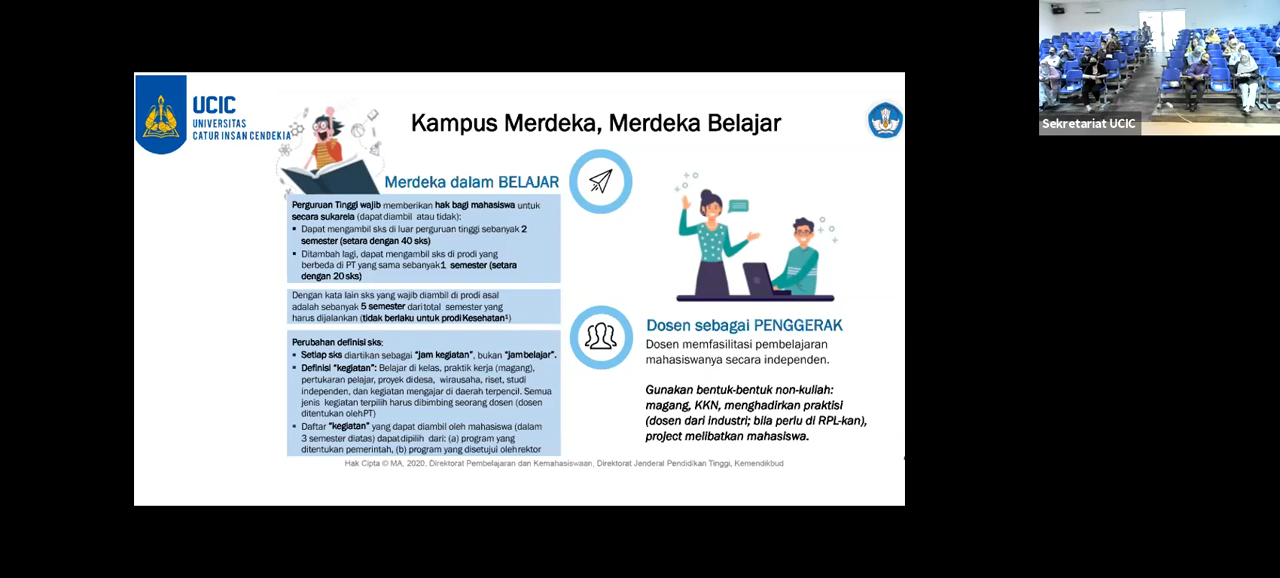 UCIC
UNIVERSITAS
CATUR INSAN CENDEKIA
Kampus Merdeka, Merdeka Belajar
Merdeka dalam BELAJAR
Perguruan Tinggi wajib memberikan hak bagi mahasiswa untuk
secara sukarela (dapat diambil atau tidak):
▪ Dapat mengambil sks di luar perguruan tinggi sebanyak 2
semester (setara dengan 40 sks)
▪ Ditambah lagi, dapat mengambil sks di prodi yang
berbeda di PT yang sama sebanyak 1 semester (setara
dengan 20 sks)
Dengan kata lain sks yang wajib diambil di prodi asal
adalah sebanyak 5 semester dari total semester yang
harus dijalankan (tidak berlaku untuk prodi Kesehatan¹)
Perubahan definisi sks:
▪ Setiap sks diartikan sebagai “jam kegiatan”, bukan “jam belajar”.
▪ Definisi “kegiatan”: Belajar di kelas, praktik kerja (magang),
pertukaran pelajar, proyek di desa, wirausaha, riset, studi
independen, dan kegiatan mengajar di daerah terpencil. Semua
jenis kegiatan terpilih harus dibimbing seorang dosen (dosen
ditentukan oleh PT)
▪ Daftar “kegiatan” yang dapat diambil oleh mahasiswa (dalam
3 semester diatas) dapat dipilih dari: (a) program yang
ditentukan pemerintah, (b) program yang disetujui oleh rektor
Dosen sebagai PENGGERAK
Dosen memfasilitasi pembelajaran
mahasiswanya secara independen.
Gunakan bentuk-bentuk non-kuliah:
magang, KKN, menghadirkan praktisi
(dosen dari industri; bila perlu di RPL-kan),
project melibatkan mahasiswa.
Hak Cipta © MA, 2020, Direktorat Pembelajaran dan Kemahasiswaan, Direktorat Jenderal Pendidikan Tinggi, Kemendikbud
Sekretariat UCIC